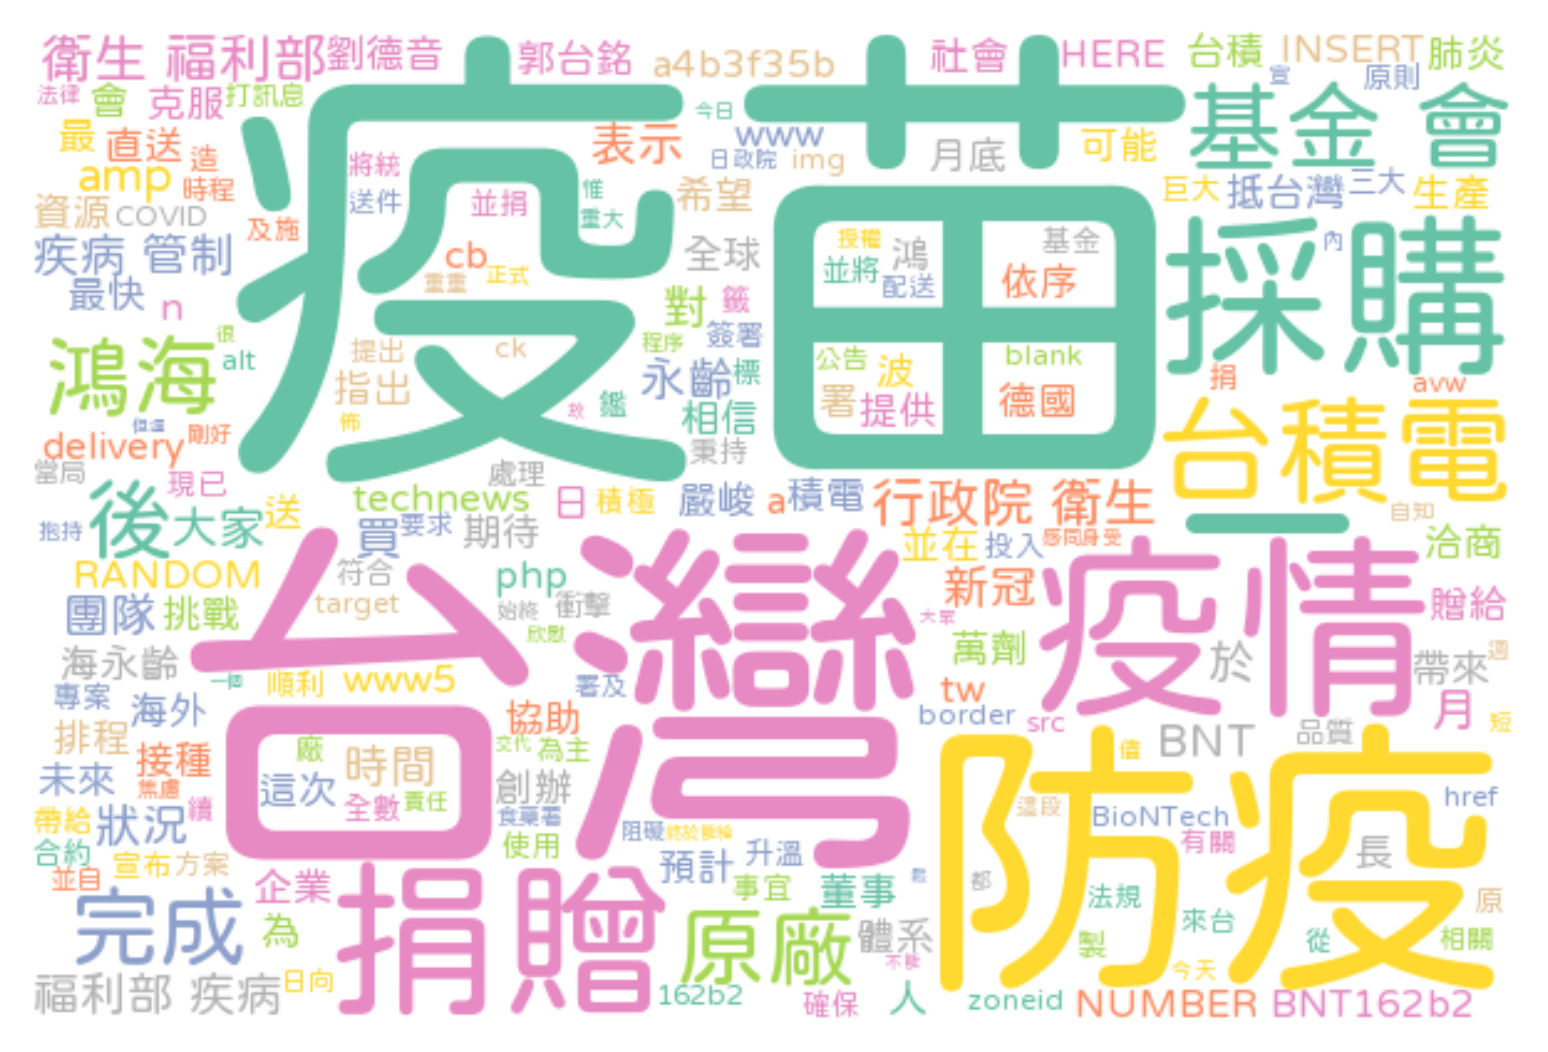 衛生 福利部
劉德音
郭台銘
a4b3f35b
社會
HERE
台積
INSERT
肺炎
法律
會
克服
打訊息
今日
宣
原則
疫苗
基金 會
最
直送
造
表示
www
月底
可能
amp
時程
將統
日政院
img
資源
COVID
及施
送件
並捐
惟
重大
希望
巨大
抵台灣
三大
生產
疾病 管制
cb
重重
正式
全球
授權
鴻
並將
配送
基金
依序
內
採購
最快
n
對
籤
簽署
程序
鴻海
很
alt
提出
指出
ck
永齡
標
公告
波
blank
署
提供
德國
捐
avw
佈
鑑
相信
秉持
台積電
但還
剛好
delivery
當局
現已
處理
technews
日
積極
嚴峻
a
積電
行政院 衛生
一
自知
抱持
後
大家
送
買
要求
期待
並在
投入
感同身受
洽商
RANDOM
符合
php
target
始終
衝擊
欣慰
新冠
疫情
贈給
團隊
挑戰
台灣
大眾
萬劑
於
帶來
週
海永齡
一個
順利
www5
署及
tw
專案
海外
協助
border
src
月
短
排程
接種
廠
時間
交代
為主
BNT
品質
值
防疫
未來
焦慮
這次
全數
責任
創辦
食藥署
這段
BioNTech
href
帶給
狀況
續
使用
阻礙
有關
長
合約
宣布
方案
預計
升溫
並自
企業
事宜
董事
都
法規
原
完成
為
捐贈
原廠
體系
不能
製
來台
從
相關
今天
福利部 疾病
日向
162b2
確保
人
zoneid
NUMBER
BNT162b2